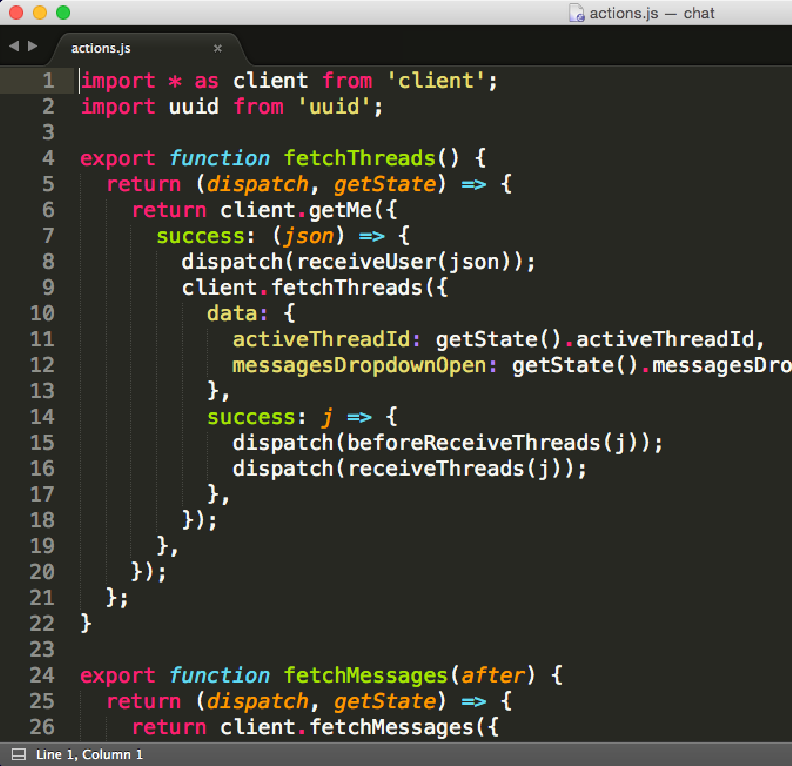 actions.js — chat
actions.js ×
1 import * as client from 'client';
2 import uuid from 'uuid';
3
4 export function fetchThreads() {
5   return (dispatch, getState) => {
6     return client.getMe({
7       success: (json) => {
8         dispatch(receiveUser(json));
9         client.fetchThreads({
10           data: {
11             activeThreadId: getState().activeThreadId,
12             messagesDropdownOpen: getState().messagesDro
13           },
14           success: j => {
15             dispatch(beforeReceiveThreads(j));
16             dispatch(receiveThreads(j));
17           },
18         });
19       },
20     });
21   };
22 }
23
24 export function fetchMessages(after) {
25   return (dispatch, getState) => {
26     return client.fetchMessages({
Line 1, Column 1